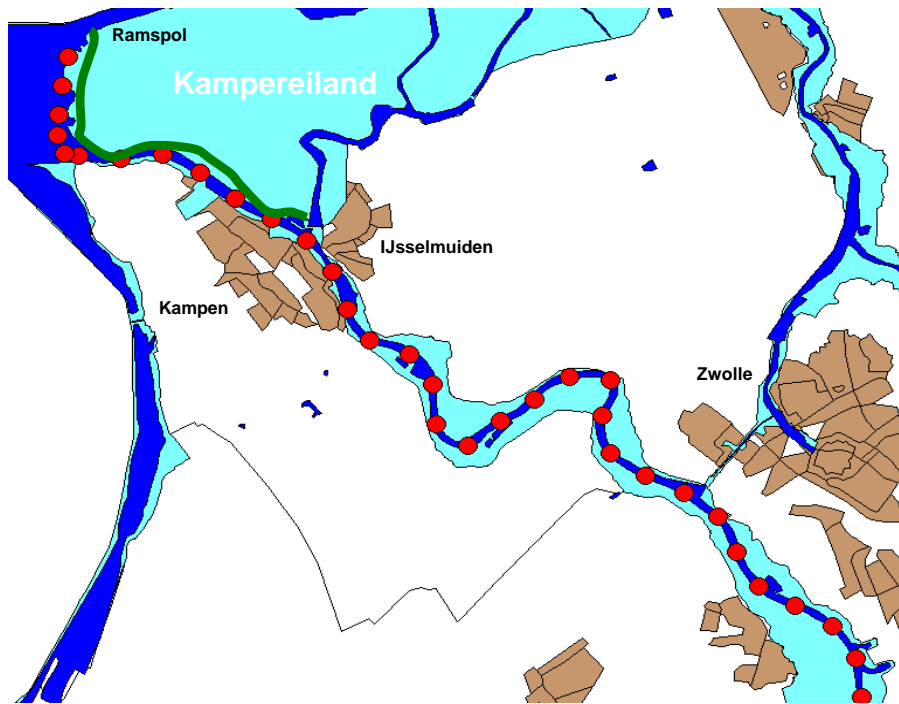 Ramspol
Kampereiland
IJsselmuiden
Kampen
Zwolle